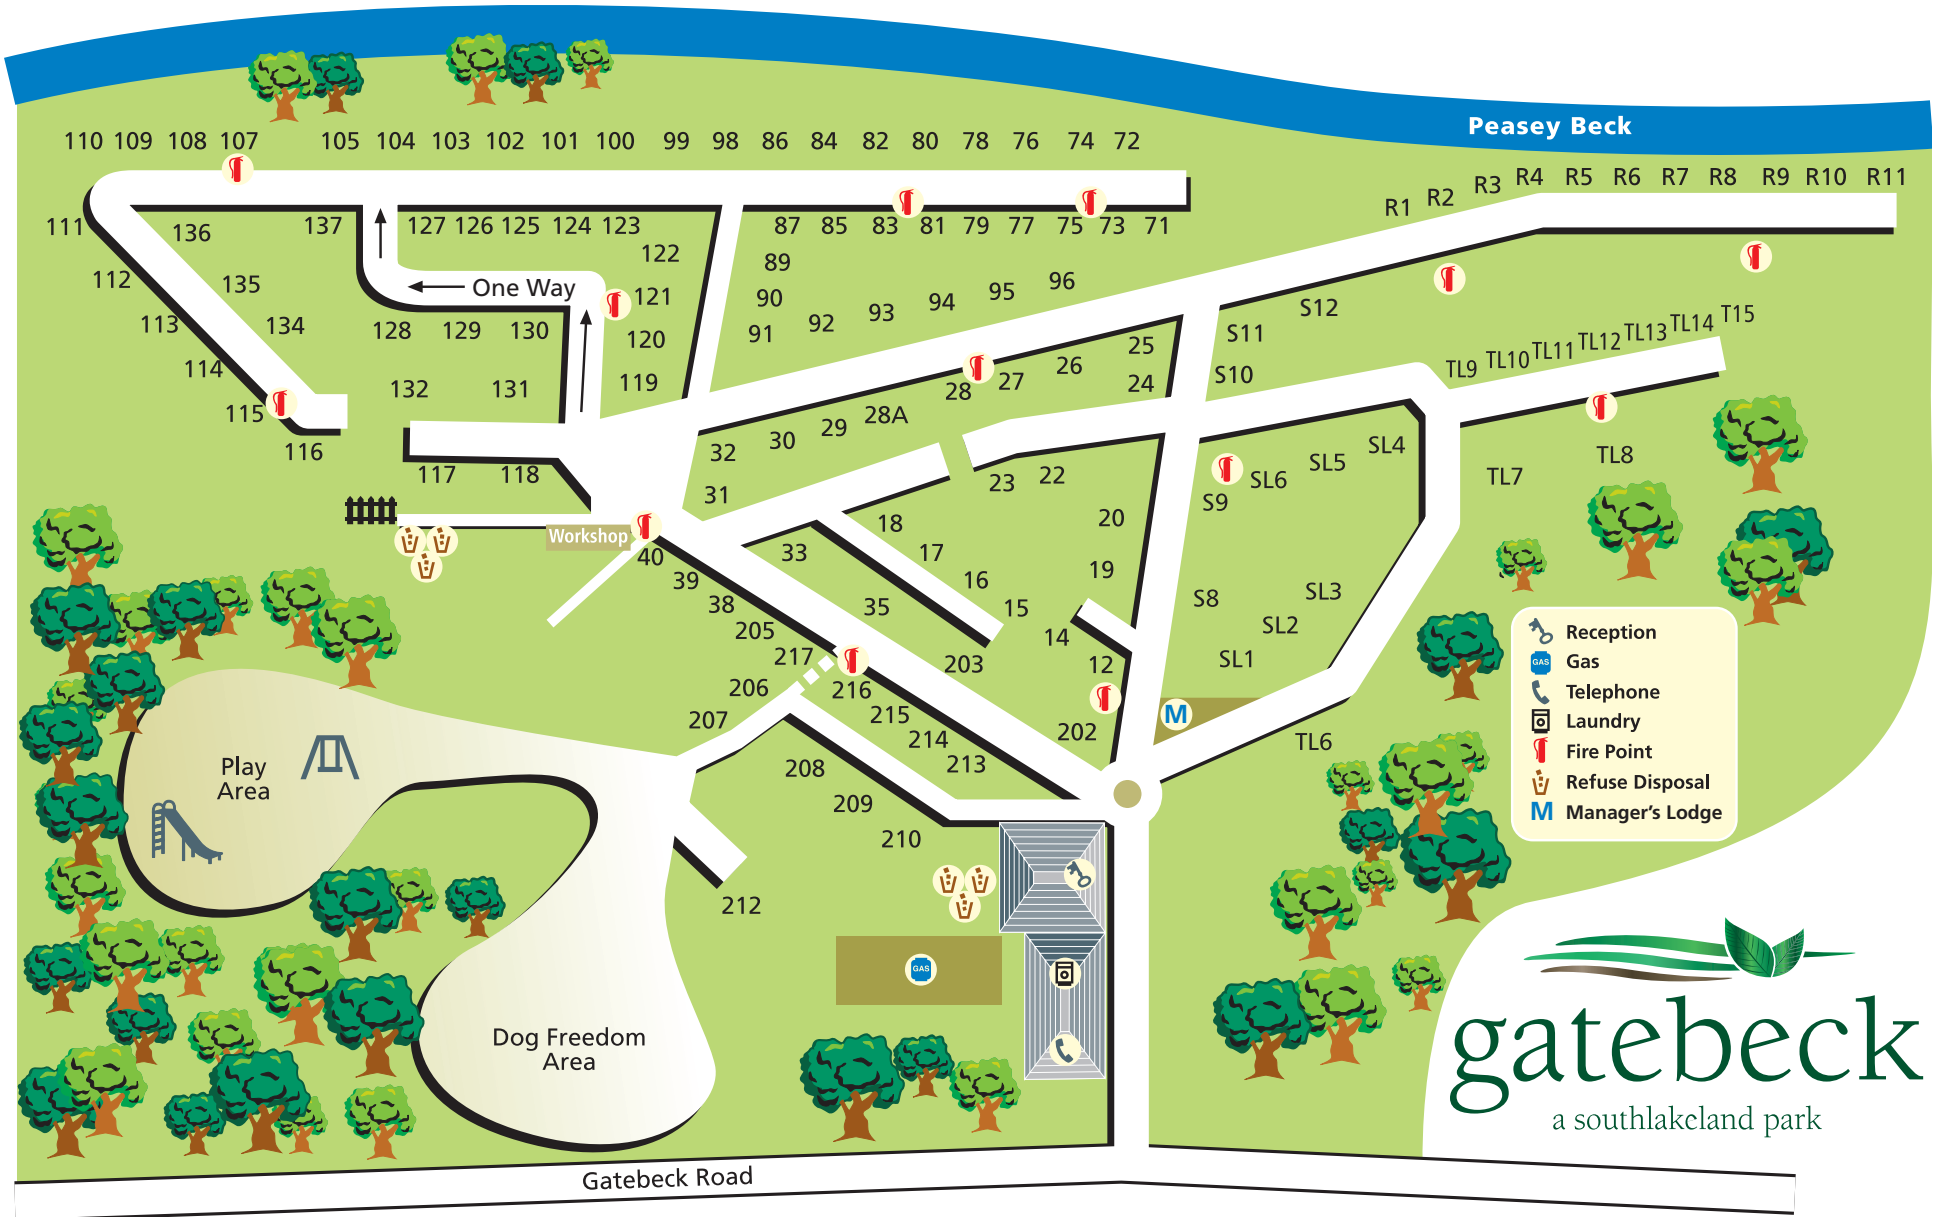 Peasey Beck
110 109 108 107 105 104 103 102 101 100 99 98 86 84 82 80 78 76 74 72
R1 R2 R3 R4 R5 R6 R7 R8 R9 R10 R11
111 136 137 127 126 125 124 123 87 85 83 81 79 77 75 73 71
122 89
112 135 One Way 121 90 94 95 96
113 134 128 129 130 120 91 92 93
S12
S11
25
TL9 TL10 TL11 TL12 TL13 TL14 T15
114 132 131 119 28 27 26 24 S10
115 28A
116 32 30 29
SL4
117 118 31 23 22 S9 SL6 SL5 TL7 TL8
Workshop
40 33 18 20
39 17 19
38 35 16 S8 SL3
205 15 14 SL2
217 203 12 SL1
206 216
207 215 202 M
214 TL6
208 213
209
210
212
Play
Area
GAS
Dog Freedom
Area
Reception
GAS Gas
Telephone
Laundry
Fire Point
Refuse Disposal
M Manager's Lodge
gatebeck
a southlakeland park
Gatebeck Road